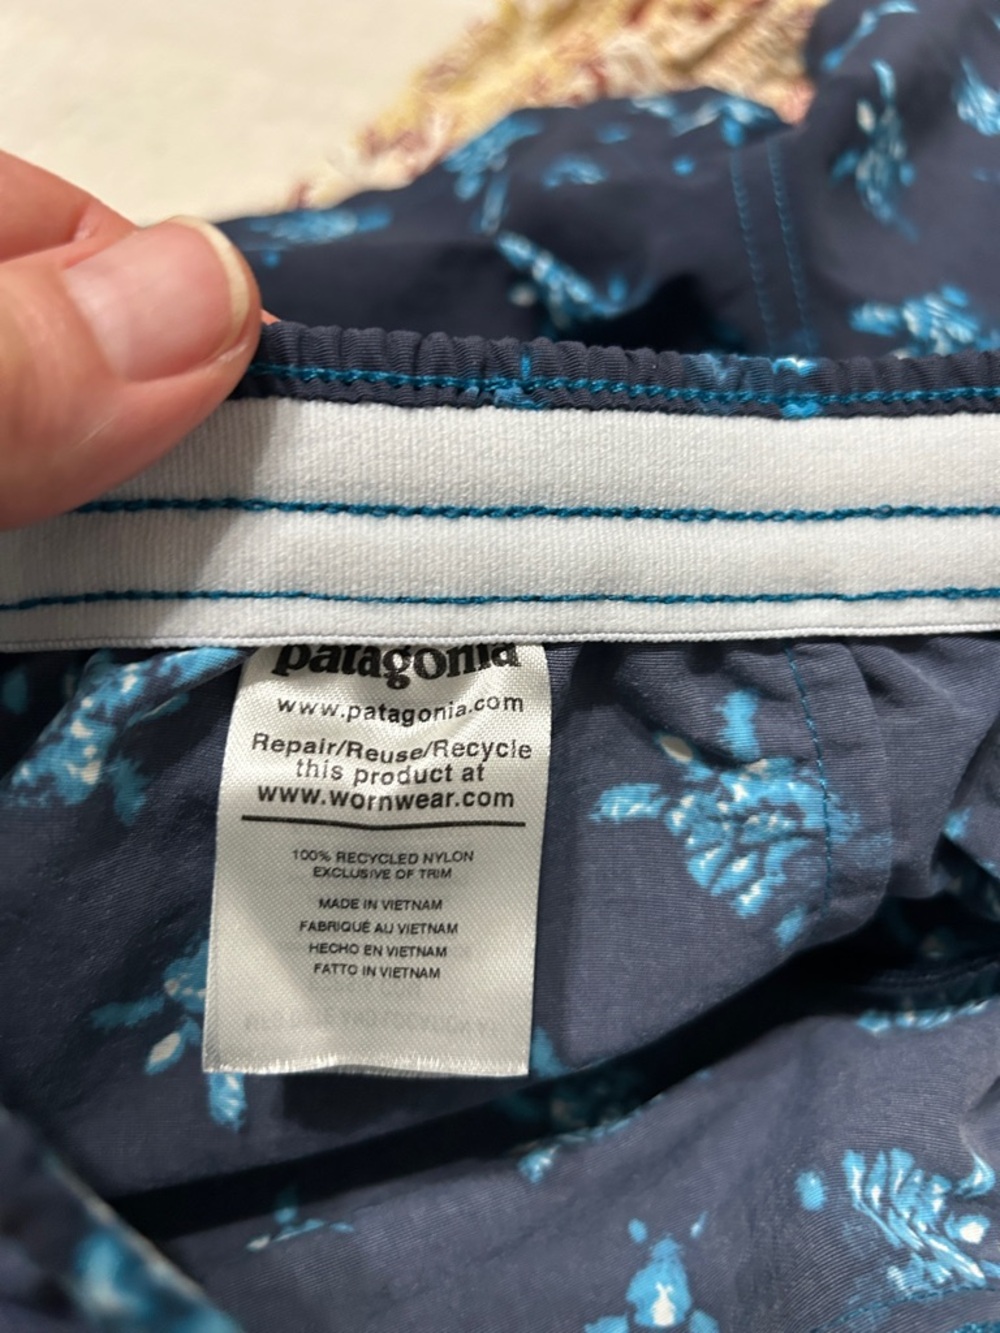 patagonia
www.patagonia.com
Repair/Reuse/Recycle
this product at
www.wornwear.com
100% RECYCLED NYLON
EXCLUSIVE OF TRIM
MADE IN VIETNAM
FABRIQUÉ AU VIETNAM
HECHO EN VIETNAM
FATTO IN VIETNAM